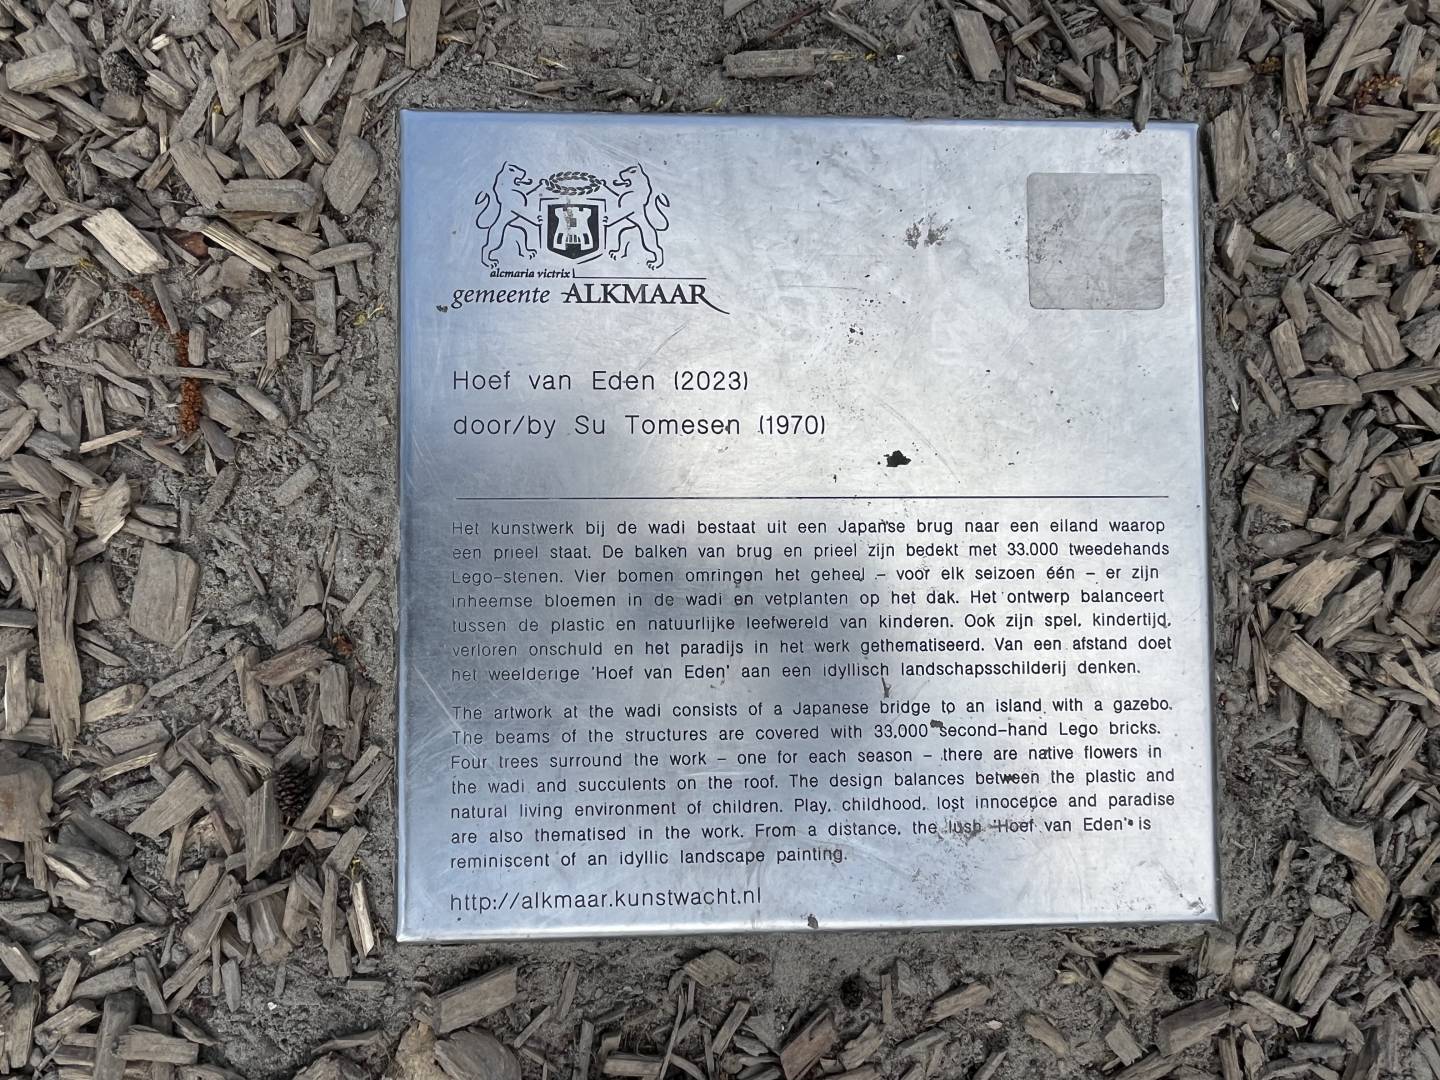 alcmaria victrix
gemeente ALKMAAR
Hoef van Eden (2023)
door/by Su Tomesen (1970)
Het kunstwerk bij de wadi bestaat uit een Japanse brug naar een eiland waarop
een prieel staat. De balken van brug en prieel zijn bedekt met 33.000 tweedehands
Lego-stenen. Vier bomen omringen het geheel – voor elk seizoen één – er zijn
inheemse bloemen in de wadi en vetplanten op het dak. Het ontwerp balanceert
tussen de plastic en natuurlijke leefwereld van kinderen. Ook zijn spel, kindertijd,
verloren onschuld en het paradijs in het werk gethematiseerd. Van een afstand doet
het weelderige 'Hoef van Eden' aan een idyllisch landschapsschilderij denken.
The artwork at the wadi consists of a Japanese bridge to an island with a gazebo.
The beams of the structures are covered with 33,000 second-hand Lego bricks.
Four trees surround the work – one for each season – there are native flowers in
the wadi and succulents on the roof. The design balances between the plastic and
natural living environment of children. Play, childhood, lost innocence and paradise
are also thematised in the work. From a distance, the lush 'Hoef van Eden' is
reminiscent of an idyllic landscape painting.
http://alkmaar.kunstwacht.nl